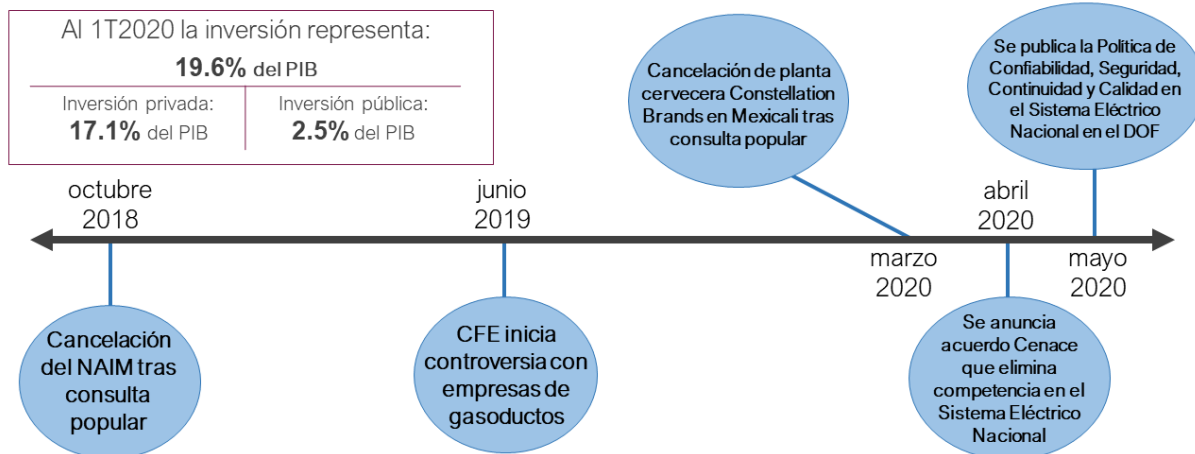 Al 1T2020 la inversión representa:
19.6% del PIB
Inversión privada:
17.1% del PIB
Inversión pública:
2.5% del PIB
octubre
2018
Cancelación
del NAIM tras
consulta
popular
junio
2019
CFE inicia
controversia con
empresas de
gasoductos
Cancelación de planta
cervecera Constellation
Brands en Mexicali tras
consulta popular
marzo
2020
abril
2020
Se anuncia
acuerdo Cenace
que elimina
competencia en el
Sistema Eléctrico
Nacional
Se publica la Política de
Confiabilidad, Seguridad,
Continuidad y Calidad en
el Sistema Eléctrico
Nacional en el DOF
mayo
2020